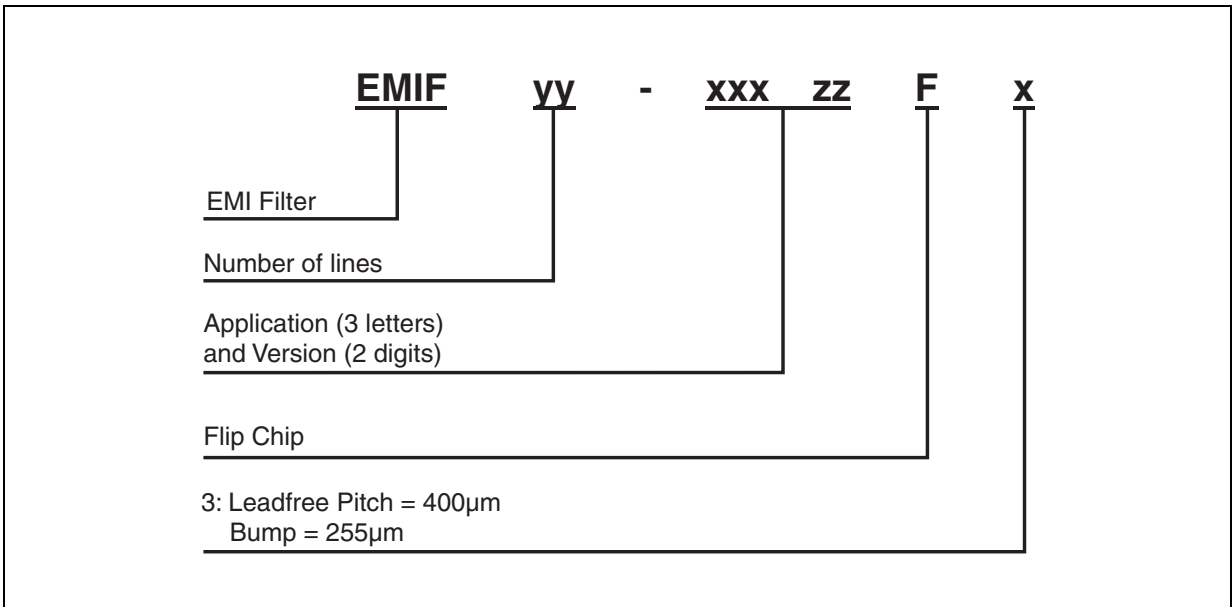 EMIF yy - xxx zz F x
EMI Filter
Number of lines
Application (3 letters)
and Version (2 digits)
Flip Chip
3: Leadfree Pitch = 400µm
Bump = 255µm